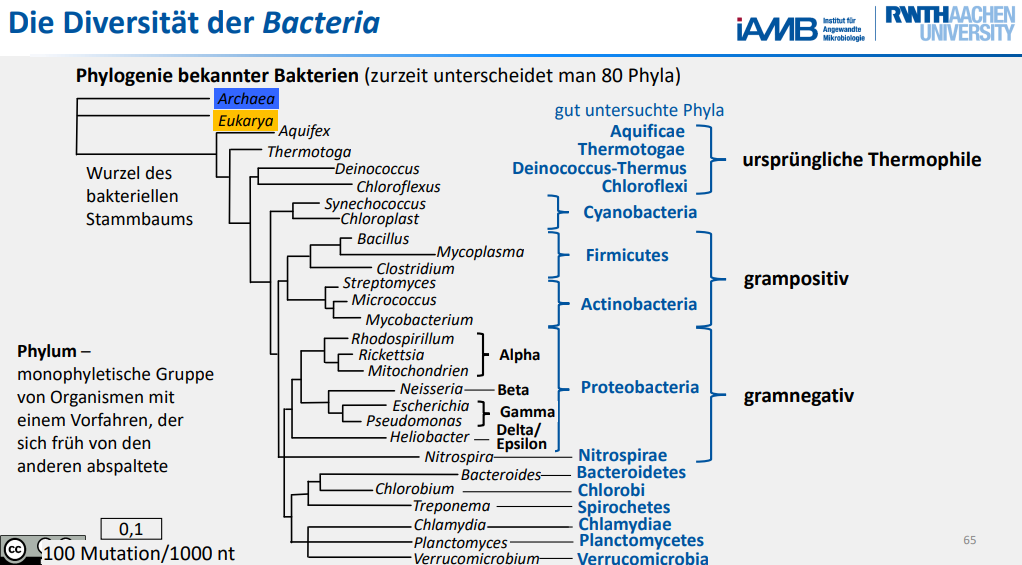 Die Diversität der Bacteria
iAMB
Institut für
Angewandte
Mikrobiologie
RWTHAACHEN
UNIVERSITY
Phylogenie bekannter Bakterien (zurzeit unterscheidet man 80 Phyla)
Archaea
Eukarya
Aquifex
Thermotoga
Deinococcus
Chloroflexus
Synechococcus
Chloroplast
Bacillus
Mycoplasma
Clostridium
Streptomyces
Micrococcus
Mycobacterium
Rhodospirillum
Rickettsia
Mitochondrien
Neisseria
Escherichia
Pseudomonas
Heliobacter
Nitrospira
Bacteroides
Chlorobium
Treponema
Chlamydia
Planctomyces
Verrucomicrobium
Wurzel des
bakteriellen
Stammbaums
Alpha
Beta
Gamma
Delta/
Epsilon
gut untersuchte Phyla
Aquificae
Thermotogae
Deinococcus-Thermus
Chloroflexi
Cyanobacteria
Firmicutes
Actinobacteria
Proteobacteria
Nitrospirae
Bacteroidetes
Chlorobi
Spirochetes
Chlamydiae
Planctomycetes
Verrucomicrobia
ursprüngliche Thermophile
grampositiv
gramnegativ
Phylum –
monophyletische Gruppe
von Organismen mit
einem Vorfahren, der
sich früh von den
anderen abspaltete
0,1
cc
100 Mutation/1000 nt
65